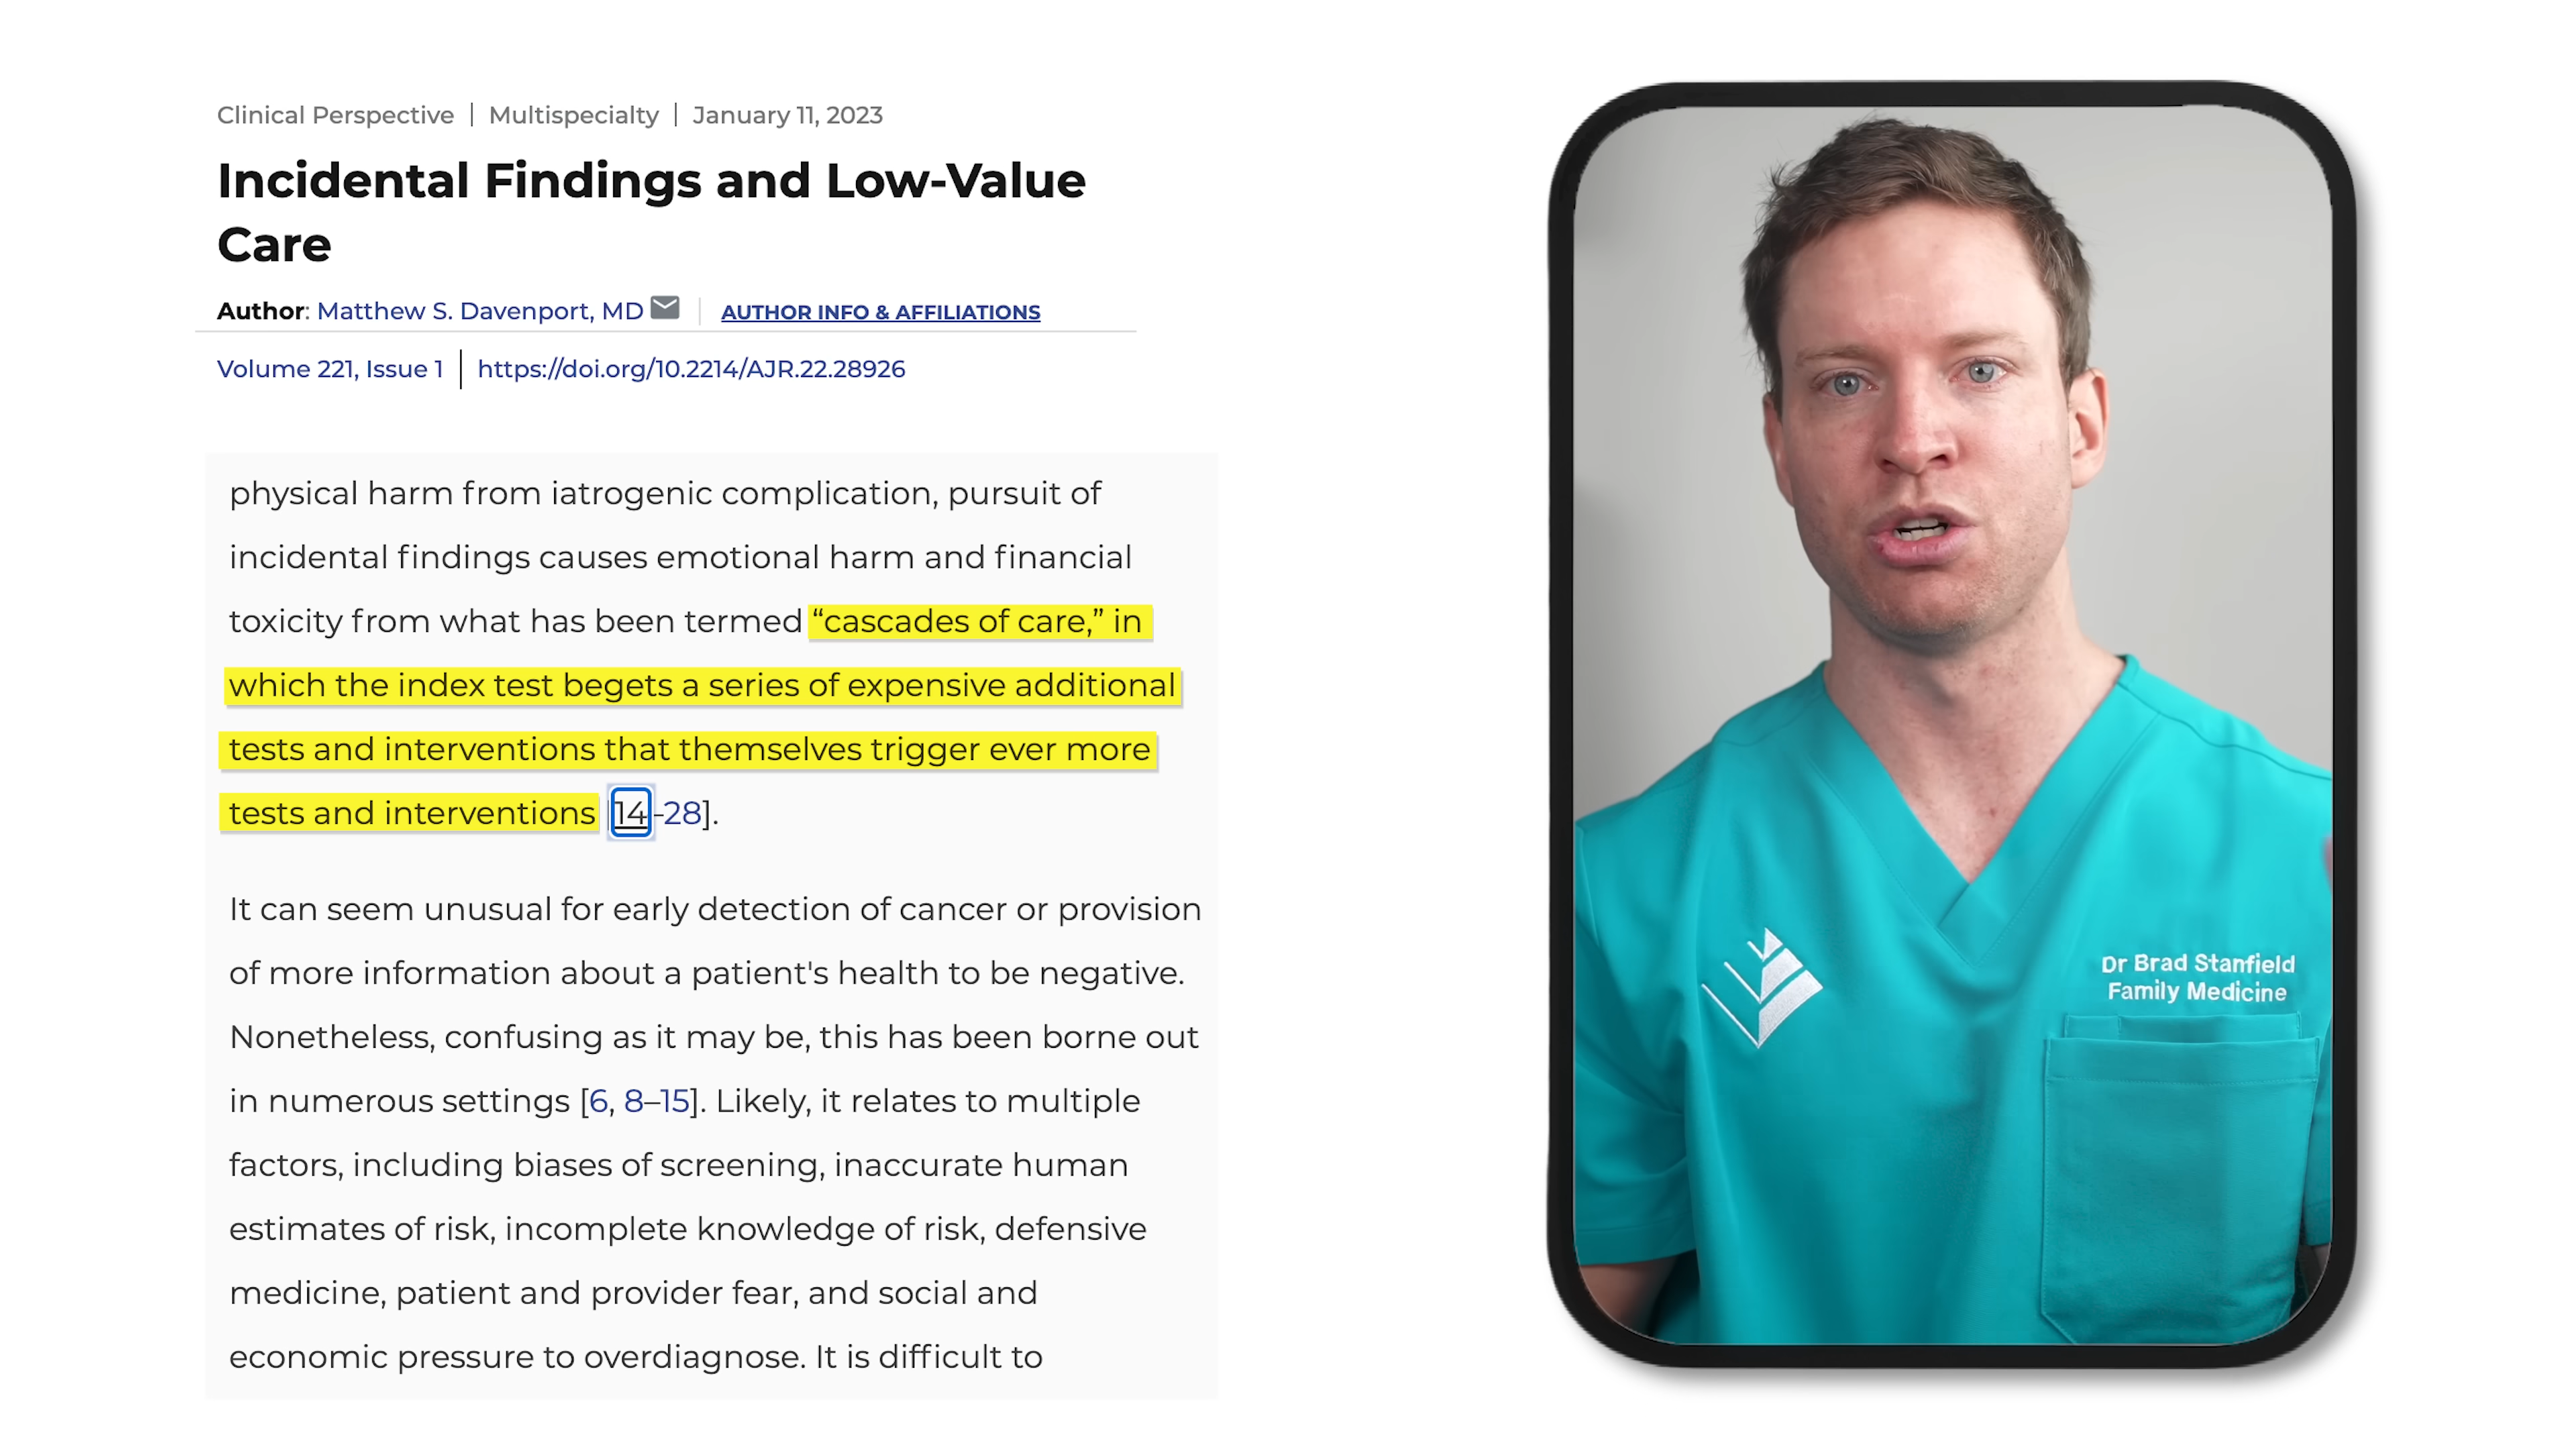 Clinical Perspective | Multispecialty | January 11, 2023
Incidental Findings and Low-Value
Care
Author: Matthew S. Davenport, MD | AUTHOR INFO & AFFILIATIONS
Volume 221, Issue 1 | https://doi.org/10.2214/AJR.22.28926
physical harm from iatrogenic complication, pursuit of
incidental findings causes emotional harm and financial
toxicity from what has been termed “cascades of care,” in
which the index test begets a series of expensive additional
tests and interventions that themselves trigger ever more
tests and interventions [14-28].
It can seem unusual for early detection of cancer or provision
of more information about a patient's health to be negative.
Nonetheless, confusing as it may be, this has been borne out
in numerous settings [6, 8–15]. Likely, it relates to multiple
factors, including biases of screening, inaccurate human
estimates of risk, incomplete knowledge of risk, defensive
medicine, patient and provider fear, and social and
economic pressure to overdiagnose. It is difficult to
Dr Brad Stanfield
Family Medicine